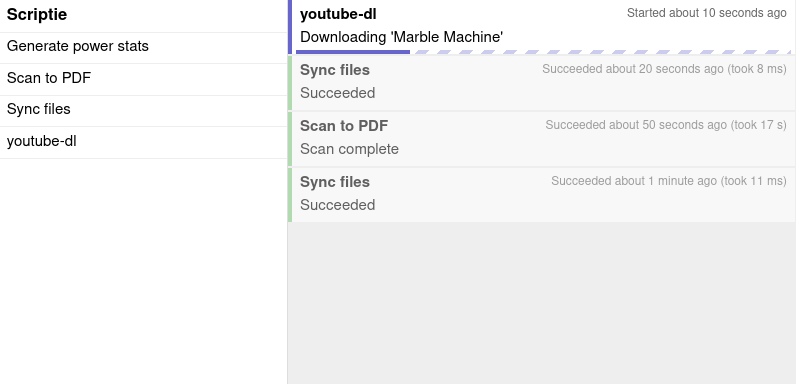 Scriptie
Generate power stats
Scan to PDF
Sync files
youtube-dl
youtube-dl Started about 10 seconds ago
Downloading 'Marble Machine'
Sync files Succeeded about 20 seconds ago (took 8 ms)
Succeeded
Scan to PDF Succeeded about 50 seconds ago (took 17 s)
Scan complete
Sync files Succeeded about 1 minute ago (took 11 ms)
Succeeded